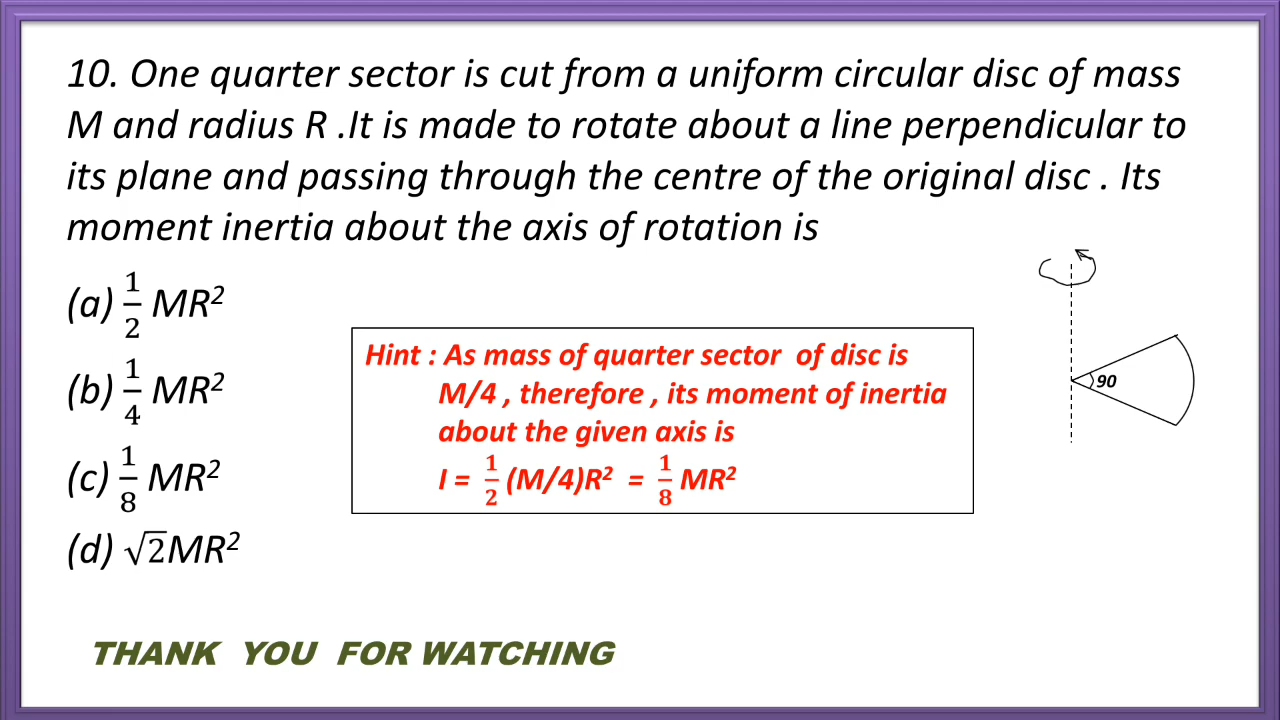 10. One quarter sector is cut from a uniform circular disc of mass
M and radius R .It is made to rotate about a line perpendicular to
its plane and passing through the centre of the original disc . Its
moment inertia about the axis of rotation is
(a) 1/2 MR²
(b) 1/4 MR²
(c) 1/8 MR²
(d) √2MR²
Hint : As mass of quarter sector of disc is
M/4 , therefore , its moment of inertia
about the given axis is
I = 1/2 (M/4)R² = 1/8 MR²
90
THANK YOU FOR WATCHING